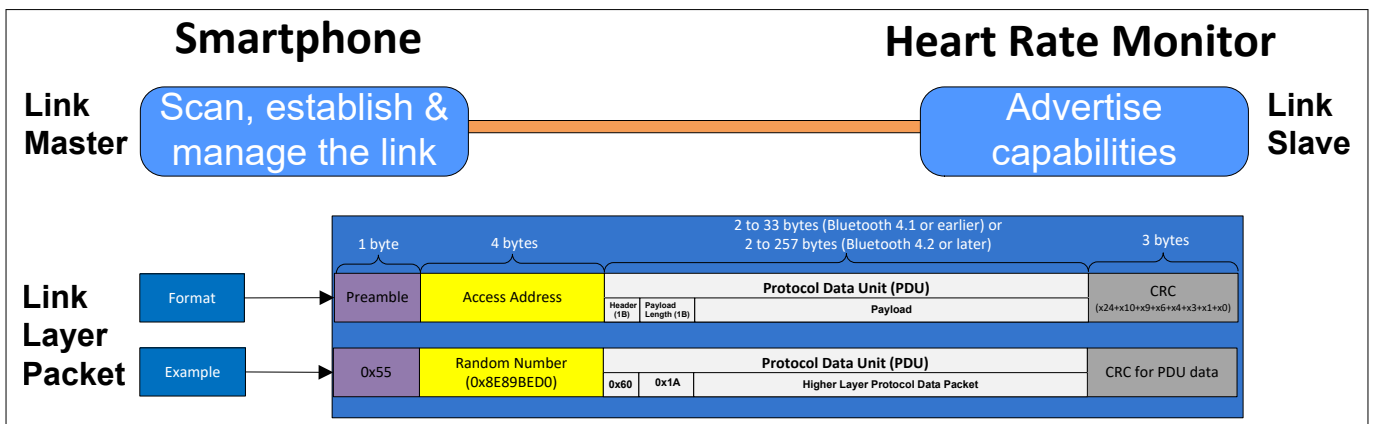 Smartphone
Heart Rate Monitor
Link
Master
Scan, establish &
manage the link
Advertise
capabilities
Link
Slave
2 to 33 bytes (Bluetooth 4.1 or earlier) or
2 to 257 bytes (Bluetooth 4.2 or later)
1 byte
4 bytes
3 bytes
Link
Layer
Packet
Format
Preamble
Access Address
Protocol Data Unit (PDU)
Header
(1B)
Payload
Length (1B)
Payload
CRC
(x24+x10+x9+x6+x4+x3+x1+x0)
Example
0x55
Random Number
(0x8E89BED0)
Protocol Data Unit (PDU)
0x60
0x1A
Higher Layer Protocol Data Packet
CRC for PDU data